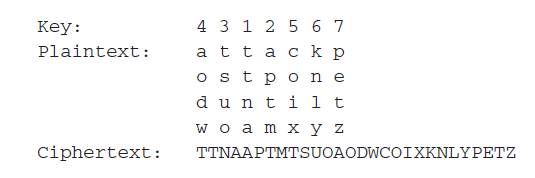 Key: 4 3 1 2 5 6 7
Plaintext: a t t a c k p
o s t p o n e
d u n t i l t
w o a m x y z
Ciphertext: TTNAAPTMTSUOAODWCOIXKNLYPETZ